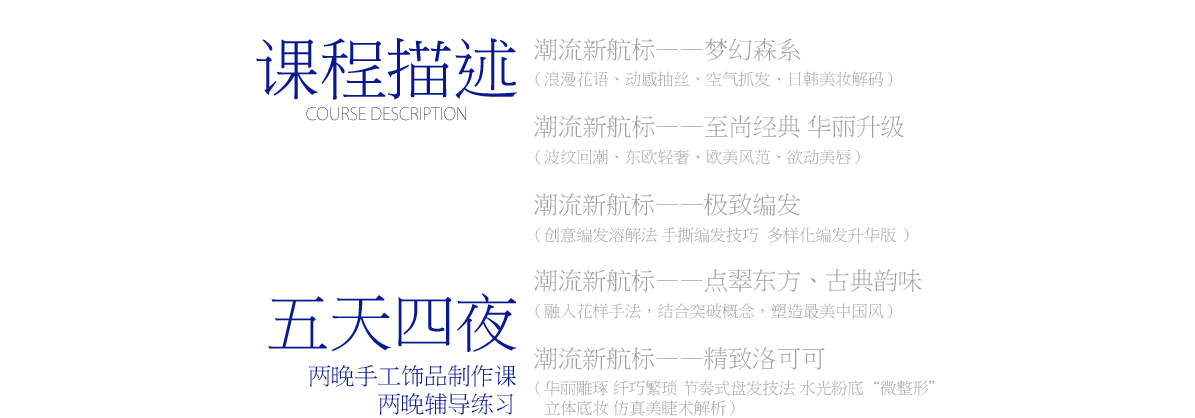 课程描述
COURSE DESCRIPTION
五天四夜
两晚手工饰品制作课
两晚辅导练习
潮流新航标——梦幻森系
（浪漫花语、动感抽丝、空气抓发、日韩美妆解码）
潮流新航标——至尚经典 华丽升级
（波纹回潮、东欧轻奢、欧美风范、欲动美唇）
潮流新航标——极致编发
（创意编发溶解法 手撕编发技巧 多样化编发升华版 ）
潮流新航标——点翠东方、古典韵味
（融入花样手法，结合突破概念，塑造最美中国风）
潮流新航标——精致洛可可
（华丽雕琢 纤巧繁琐 节奏式盘发技法 水光粉底“微整形”
立体底妆 仿真美睫术解析）